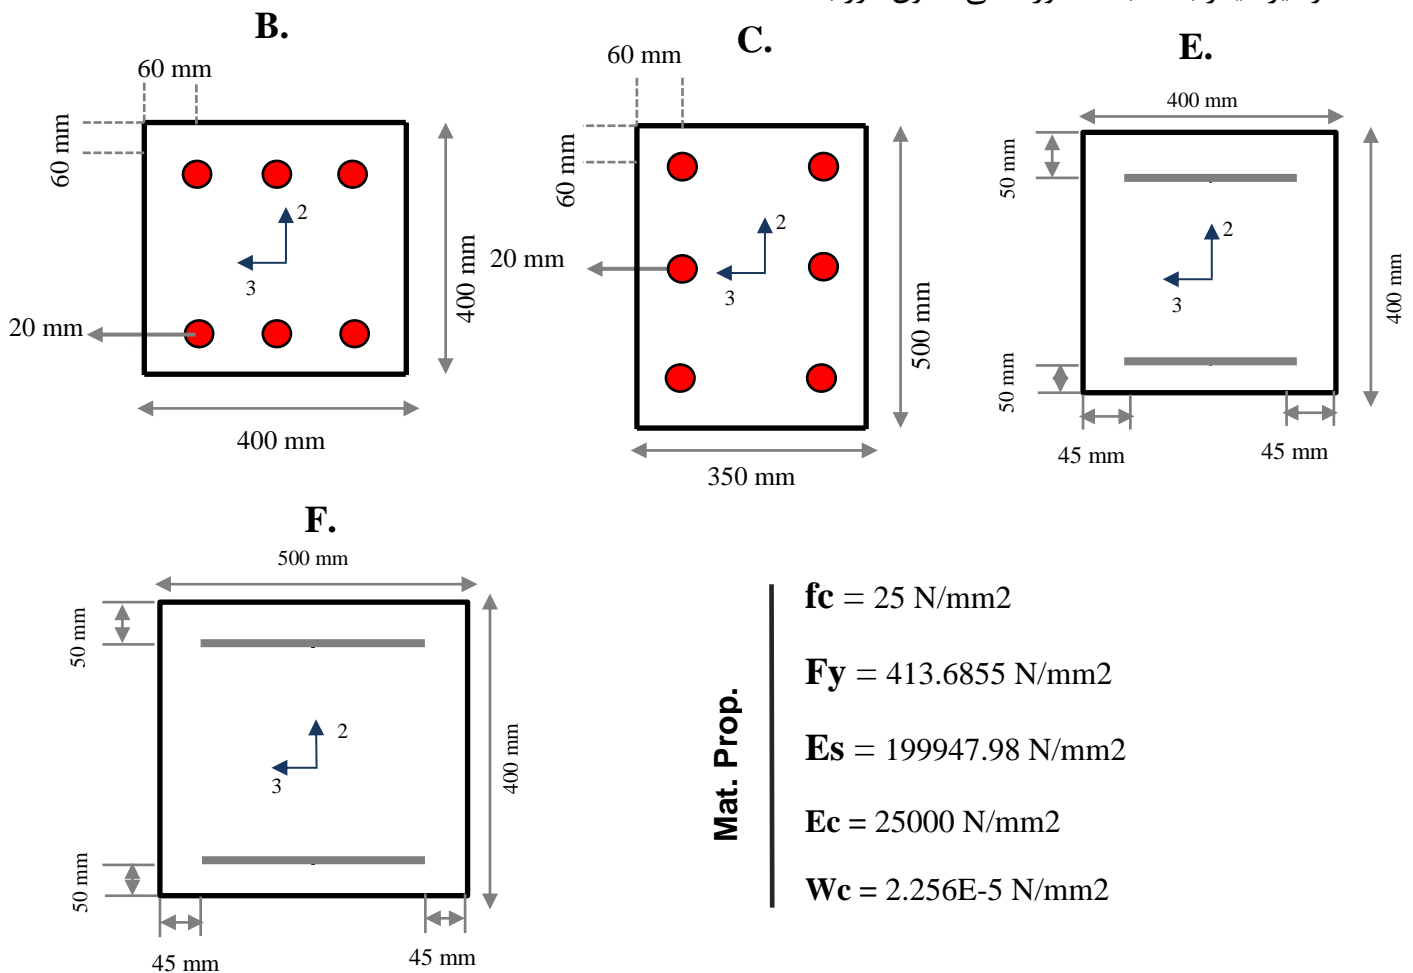 B.
60 mm
60 mm
2
3
20 mm
400 mm
400 mm
C.
60 mm
60 mm
2
3
20 mm
500 mm
350 mm
E.
400 mm
50 mm
2
3
400 mm
50 mm
45 mm
45 mm
F.
500 mm
50 mm
2
3
400 mm
50 mm
45 mm
45 mm
Mat. Prop.
fc = 25 N/mm2
Fy = 413.6855 N/mm2
Es = 199947.98 N/mm2
Ec = 25000 N/mm2
Wc = 2.256E-5 N/mm2